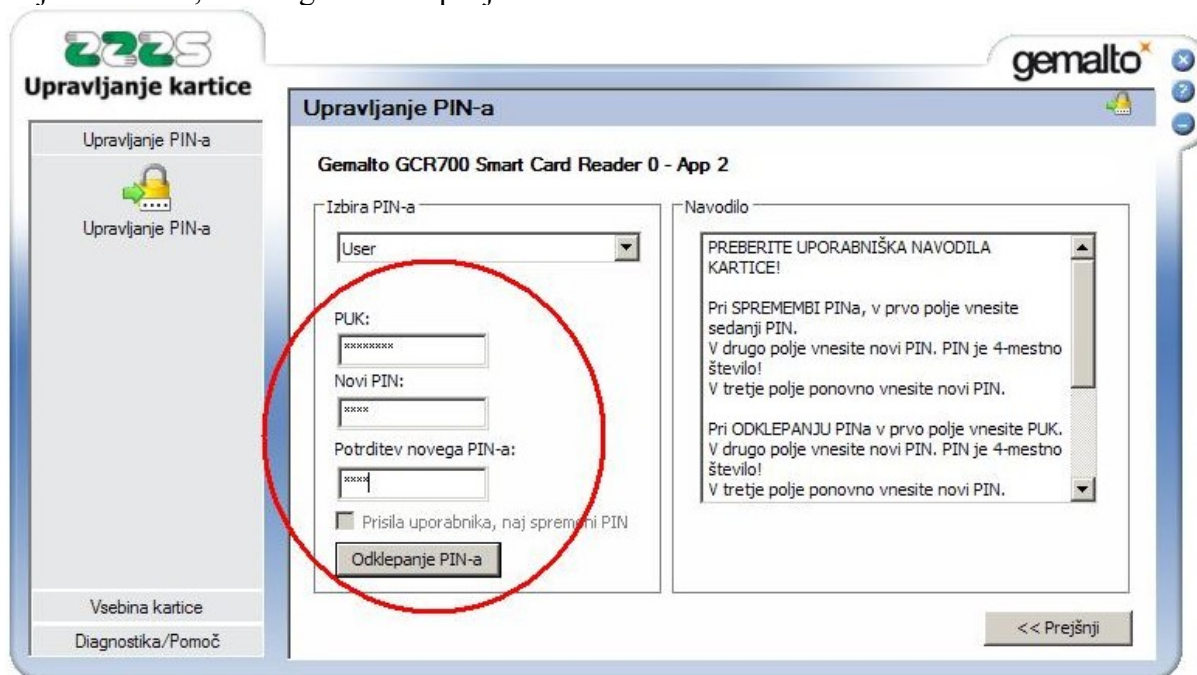 ZZZS
Upravljanje kartice
gemalto
Upravljanje PIN-a
Upravljanje PIN-a
Upravljanje PIN-a
Gemalto GCR700 Smart Card Reader 0 - App 2
Izbira PIN-a
User
PUK:
********
Novi PIN:
****
Potrditev novega PIN-a:
****
Prisila uporabnika, naj spremeni PIN
Odklepanje PIN-a
Navodilo
PREBERITE UPORABNIŠKA NAVODILA
KARTICE!
Pri SPREMEMBI PINa, v prvo polje vnesite
sedanji PIN.
V drugo polje vnesite novi PIN. PIN je 4-mestno
število!
V tretje polje ponovno vnesite novi PIN.
Pri ODKLEPANJU PINa v prvo polje vnesite PUK.
V drugo polje vnesite novi PIN. PIN je 4-mestno
število!
V tretje polje ponovno vnesite novi PIN.
Vsebina kartice
Diagnostika/Pomoč
<< Prejšnji